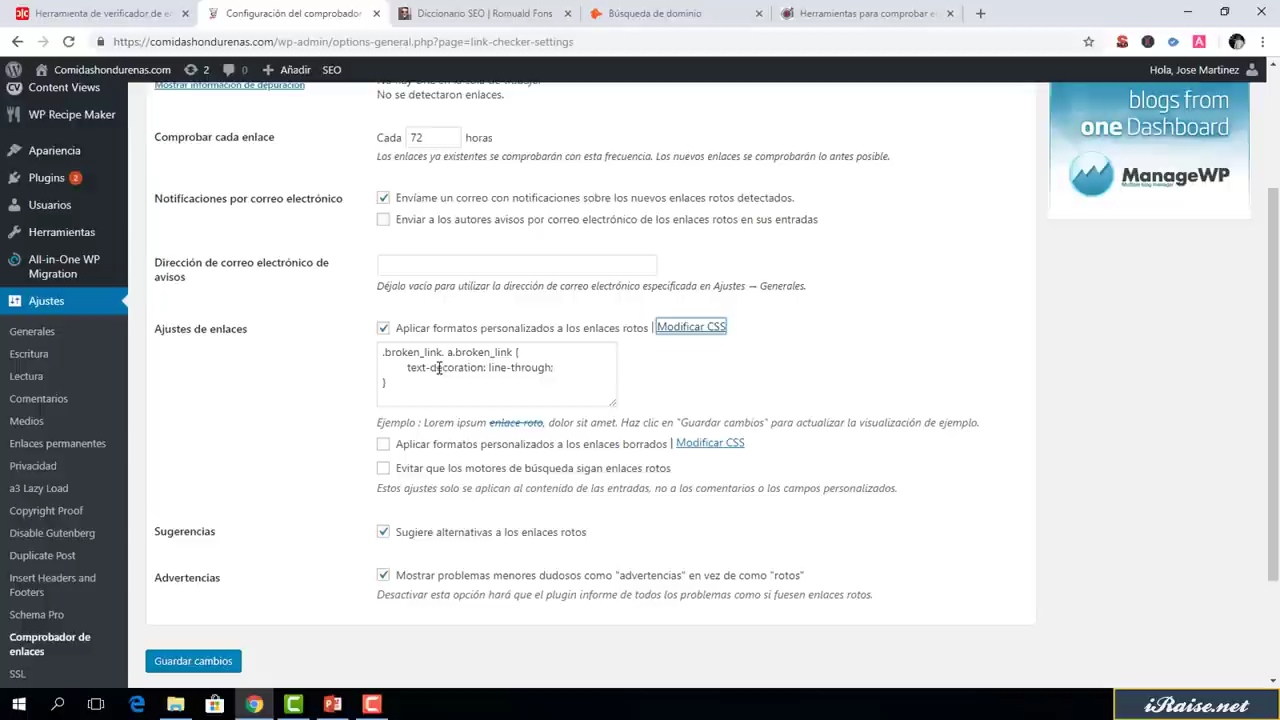 Herramientas de verificador de e
Configuración del comprobador
Diccionario SEO | Romuald Fons
Búsqueda de dominio
Herramientas para comprobar e
https://comidashondurenas.com/wp-admin/options-general.php?page=link-checker-settings
Comidashondurenas.com
2
0
Añadir
SEO
Hola, Jose Martinez
Content Views
WP Recipe Maker
Apariencia
Plugins 2
Usuarios
Herramientas
All-in-One WP
Migration
Ajustes
Generales
Escritura
Lectura
Comentarios
Medios
Enlaces permanentes
Privacidad
a3 Lazy Load
Copyright Proof
Disable Gutenberg
Duplicate Post
Insert Headers and
Footers
Schema Pro
Comprobador de
enlaces
SSL
Mostrar información de depuración
No se detectaron enlaces.
Comprobar cada enlace
Cada 72 horas
Los enlaces ya existentes se comprobarán con esta frecuencia. Los nuevos enlaces se comprobarán lo antes posible.
Notificaciones por correo electrónico
Envíame un correo con notificaciones sobre los nuevos enlaces rotos detectados.
Enviar a los autores avisos por correo electrónico de los enlaces rotos en sus entradas
Dirección de correo electrónico de
avisos
Déjalo vacío para utilizar la dirección de correo electrónico especificada en Ajustes — Generales.
Ajustes de enlaces
Aplicar formatos personalizados a los enlaces rotos | Modificar CSS
.broken_link, a.broken_link {
text-decoration: line-through;
}
Ejemplo : Lorem ipsum enlace roto, dolor sit amet. Haz clic en "Guardar cambios" para actualizar la visualización de ejemplo.
Aplicar formatos personalizados a los enlaces borrados | Modificar CSS
Evitar que los motores de búsqueda sigan enlaces rotos
Estos ajustes solo se aplican al contenido de las entradas, no a los comentarios o los campos personalizados.
Sugerencias
Sugiere alternativas a los enlaces rotos
Advertencias
Mostrar problemas menores dudosos como "advertencias" en vez de como "rotos"
Desactivar esta opción hará que el plugin informe de todos los problemas como si fuesen enlaces rotos.
Guardar cambios
blogs from
one Dashboard
ManageWP
iRaise.net